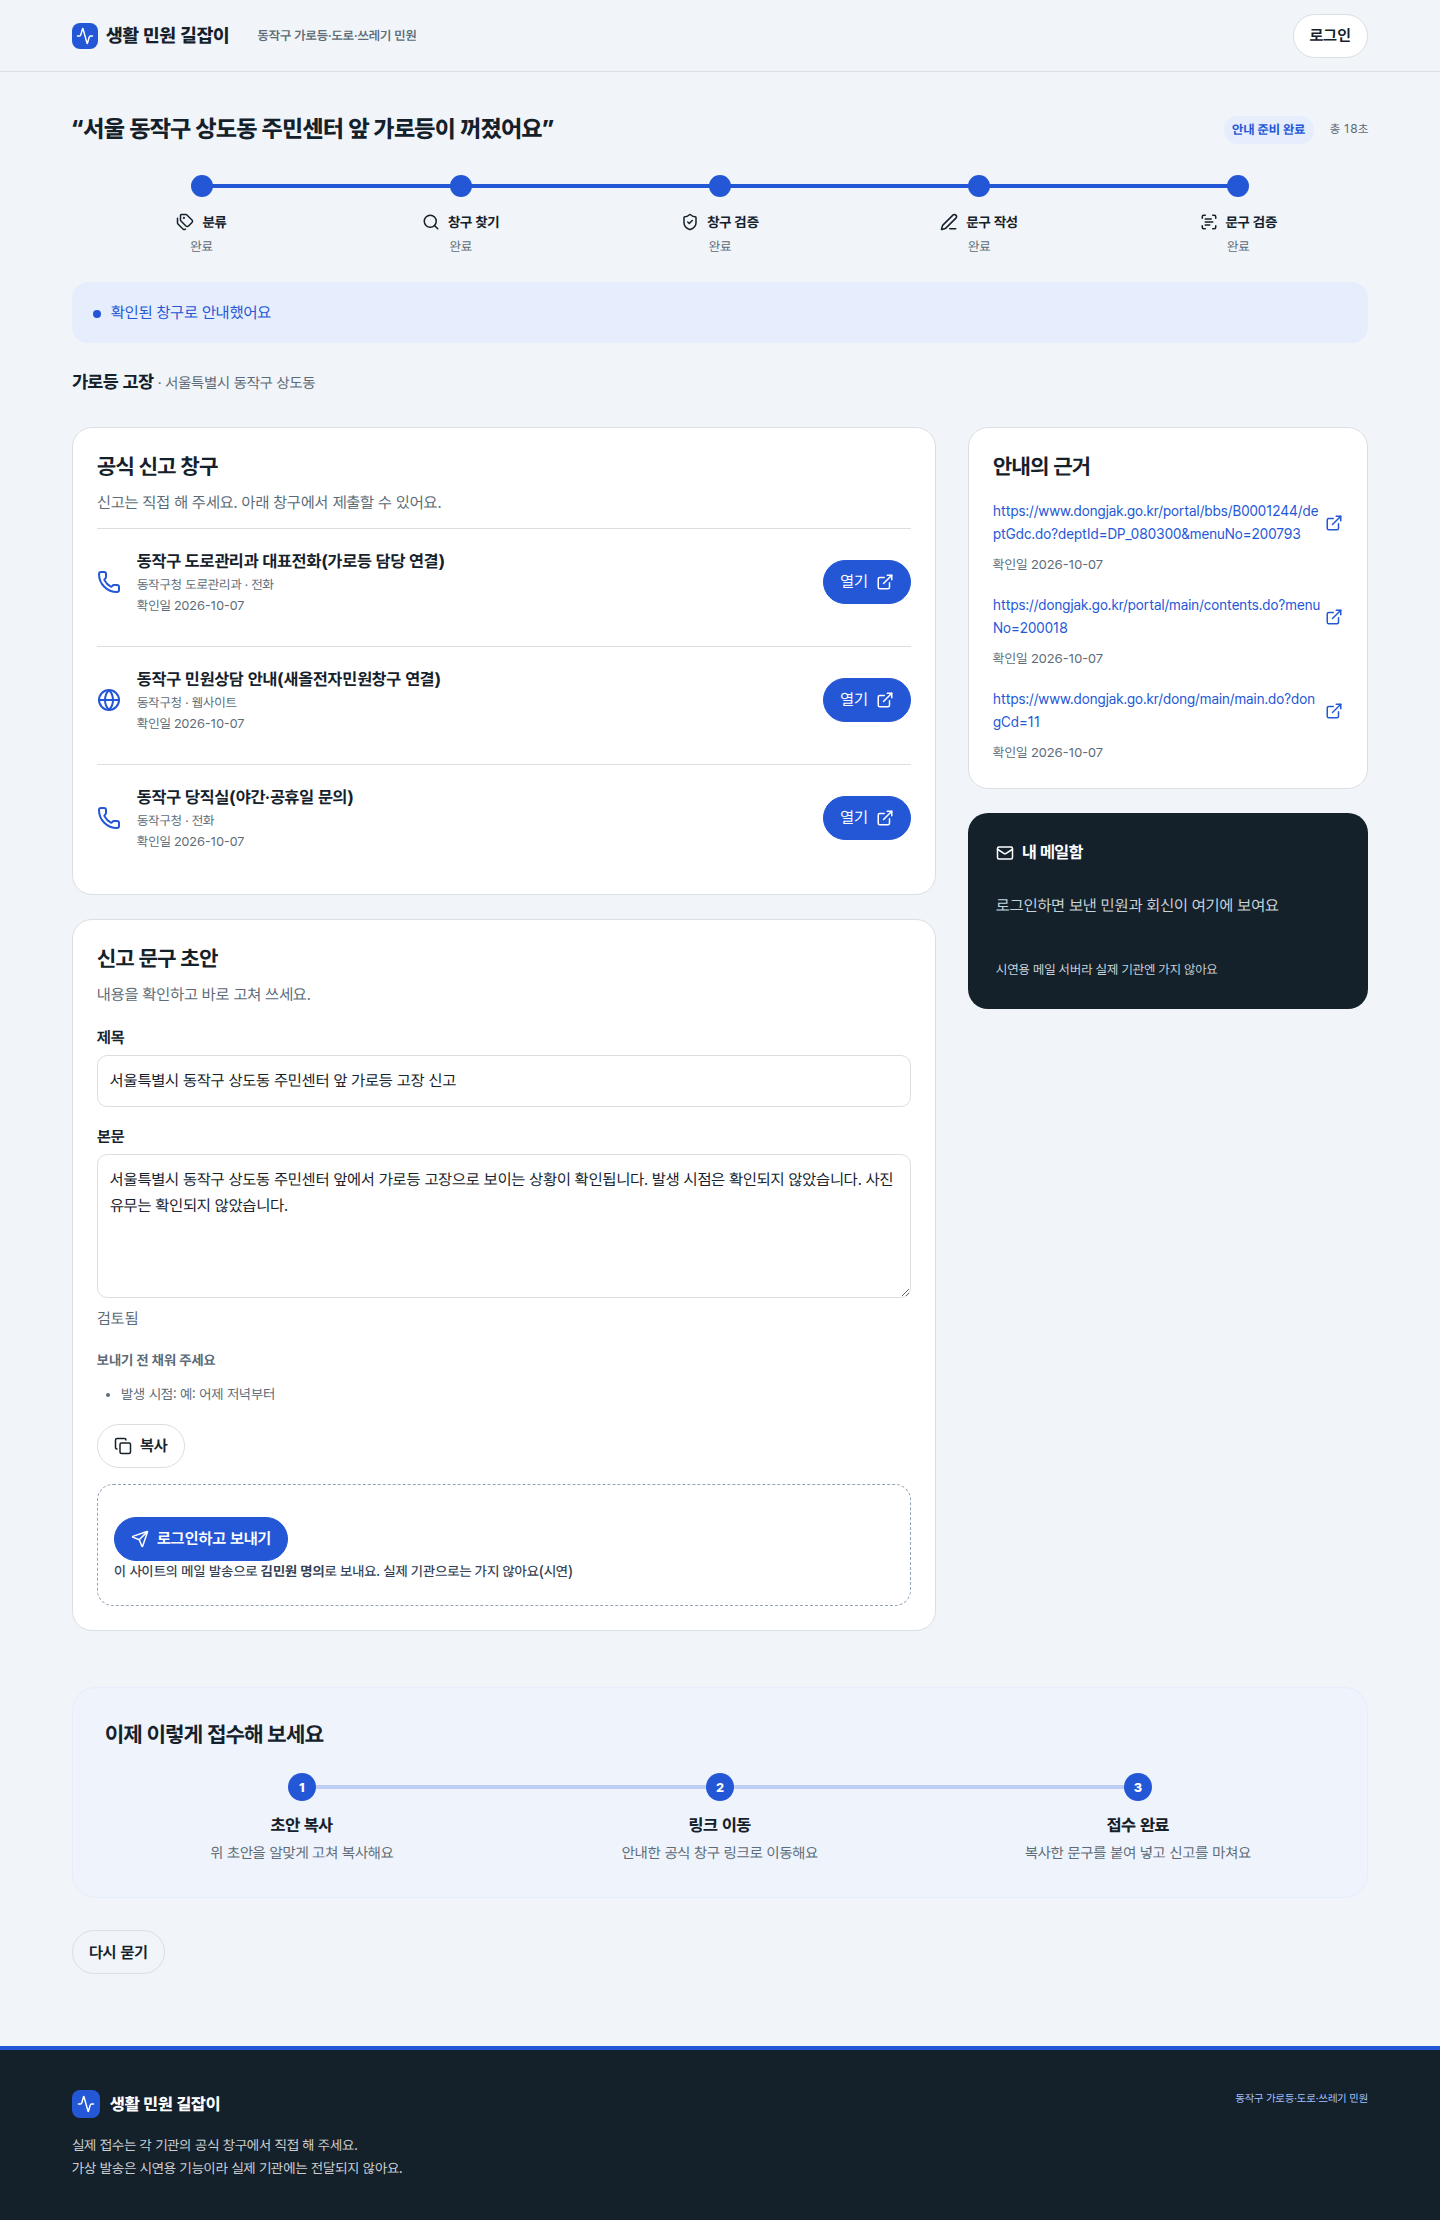 생활 민원 길잡이
동작구 가로등·도로·쓰레기 민원
로그인
“서울 동작구 상도동 주민센터 앞 가로등이 꺼졌어요”
안내 준비 완료
총 18초
분류
완료
창구 찾기
완료
창구 검증
완료
문구 작성
완료
문구 검증
완료
확인된 창구로 안내했어요
가로등 고장 · 서울특별시 동작구 상도동
공식 신고 창구
신고는 직접 해 주세요. 아래 창구에서 제출할 수 있어요.
동작구 도로관리과 대표전화(가로등 담당 연결)
동작구청 도로관리과 · 전화
확인일 2026-10-07
열기
동작구 민원상담 안내(새올전자민원창구 연결)
동작구청 · 웹사이트
확인일 2026-10-07
열기
동작구 당직실(야간·공휴일 문의)
동작구청 · 전화
확인일 2026-10-07
열기
안내의 근거
https://www.dongjak.go.kr/portal/bbs/B0001244/de
ptGdc.do?deptId=DP_080300&menuNo=200793
확인일 2026-10-07
https://dongjak.go.kr/portal/main/contents.do?menu
No=200018
확인일 2026-10-07
https://www.dongjak.go.kr/dong/main/main.do?don
gCd=11
확인일 2026-10-07
내 메일함
로그인하면 보낸 민원과 회신이 여기에 보여요
시연용 메일 서버라 실제 기관엔 가지 않아요
신고 문구 초안
내용을 확인하고 바로 고쳐 쓰세요.
제목
서울특별시 동작구 상도동 주민센터 앞 가로등 고장 신고
본문
서울특별시 동작구 상도동 주민센터 앞에서 가로등 고장으로 보이는 상황이 확인됩니다. 발생 시점은 확인되지 않았습니다. 사진
유무는 확인되지 않았습니다.
검토됨
보내기 전 채워 주세요
• 발생 시점: 예: 어제 저녁부터
복사
로그인하고 보내기
이 사이트의 메일 발송으로 김민원 명의로 보내요. 실제 기관으로는 가지 않아요(시연)
이제 이렇게 접수해 보세요
1
초안 복사
위 초안을 알맞게 고쳐 복사해요
2
링크 이동
안내한 공식 창구 링크로 이동해요
3
접수 완료
복사한 문구를 붙여 넣고 신고를 마쳐요
다시 묻기
생활 민원 길잡이
동작구 가로등·도로·쓰레기 민원
실제 접수는 각 기관의 공식 창구에서 직접 해 주세요.
가상 발송은 시연용 기능이라 실제 기관에는 전달되지 않아요.